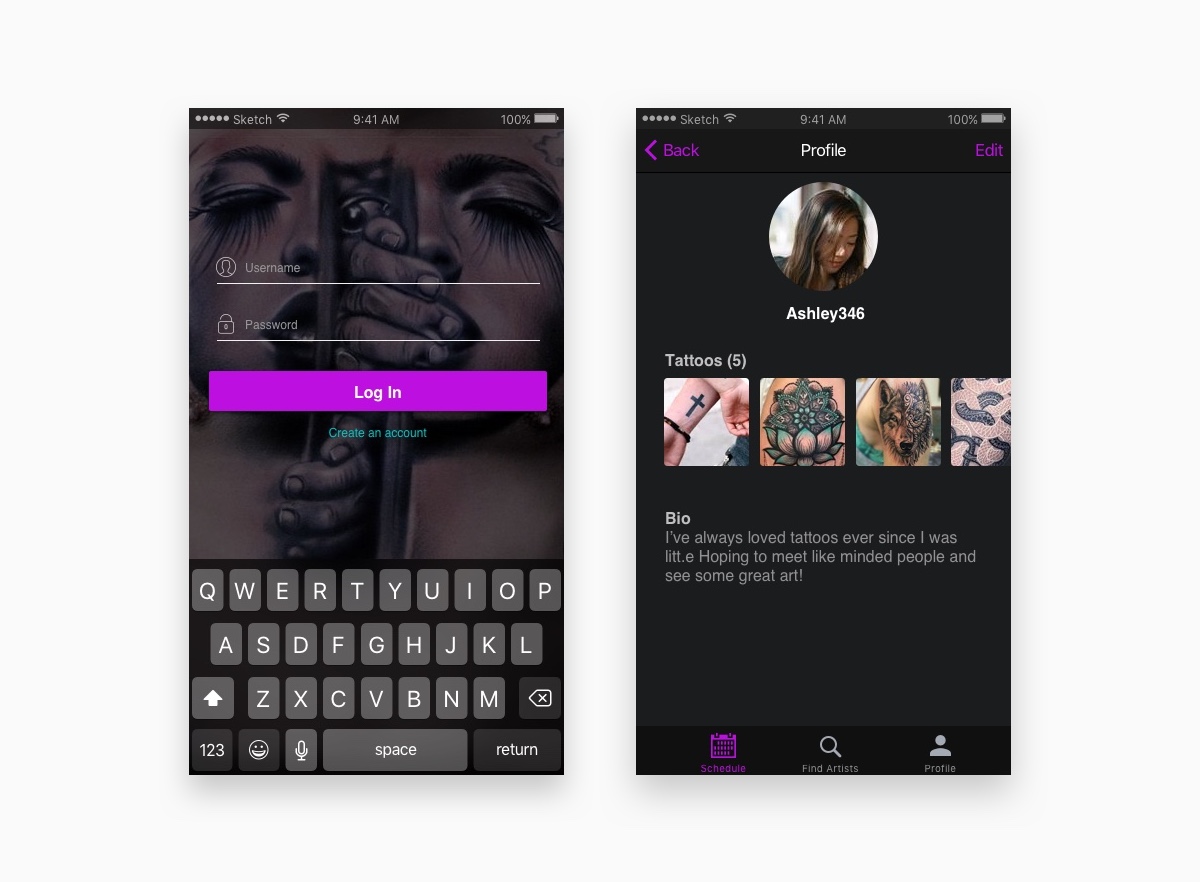 Sketch 9:41 AM 100%
Username
Password
Log In
Create an account
Q W E R T Y U I O P
A S D F G H J K L
Z X C V B N M
123 space return
Sketch 9:41 AM 100%
Back Profile Edit
Ashley346
Tattoos (5)
Bio
I've always loved tattoos ever since I was
litt.e Hoping to meet like minded people and
see some great art!
Schedule Find Artists Profile